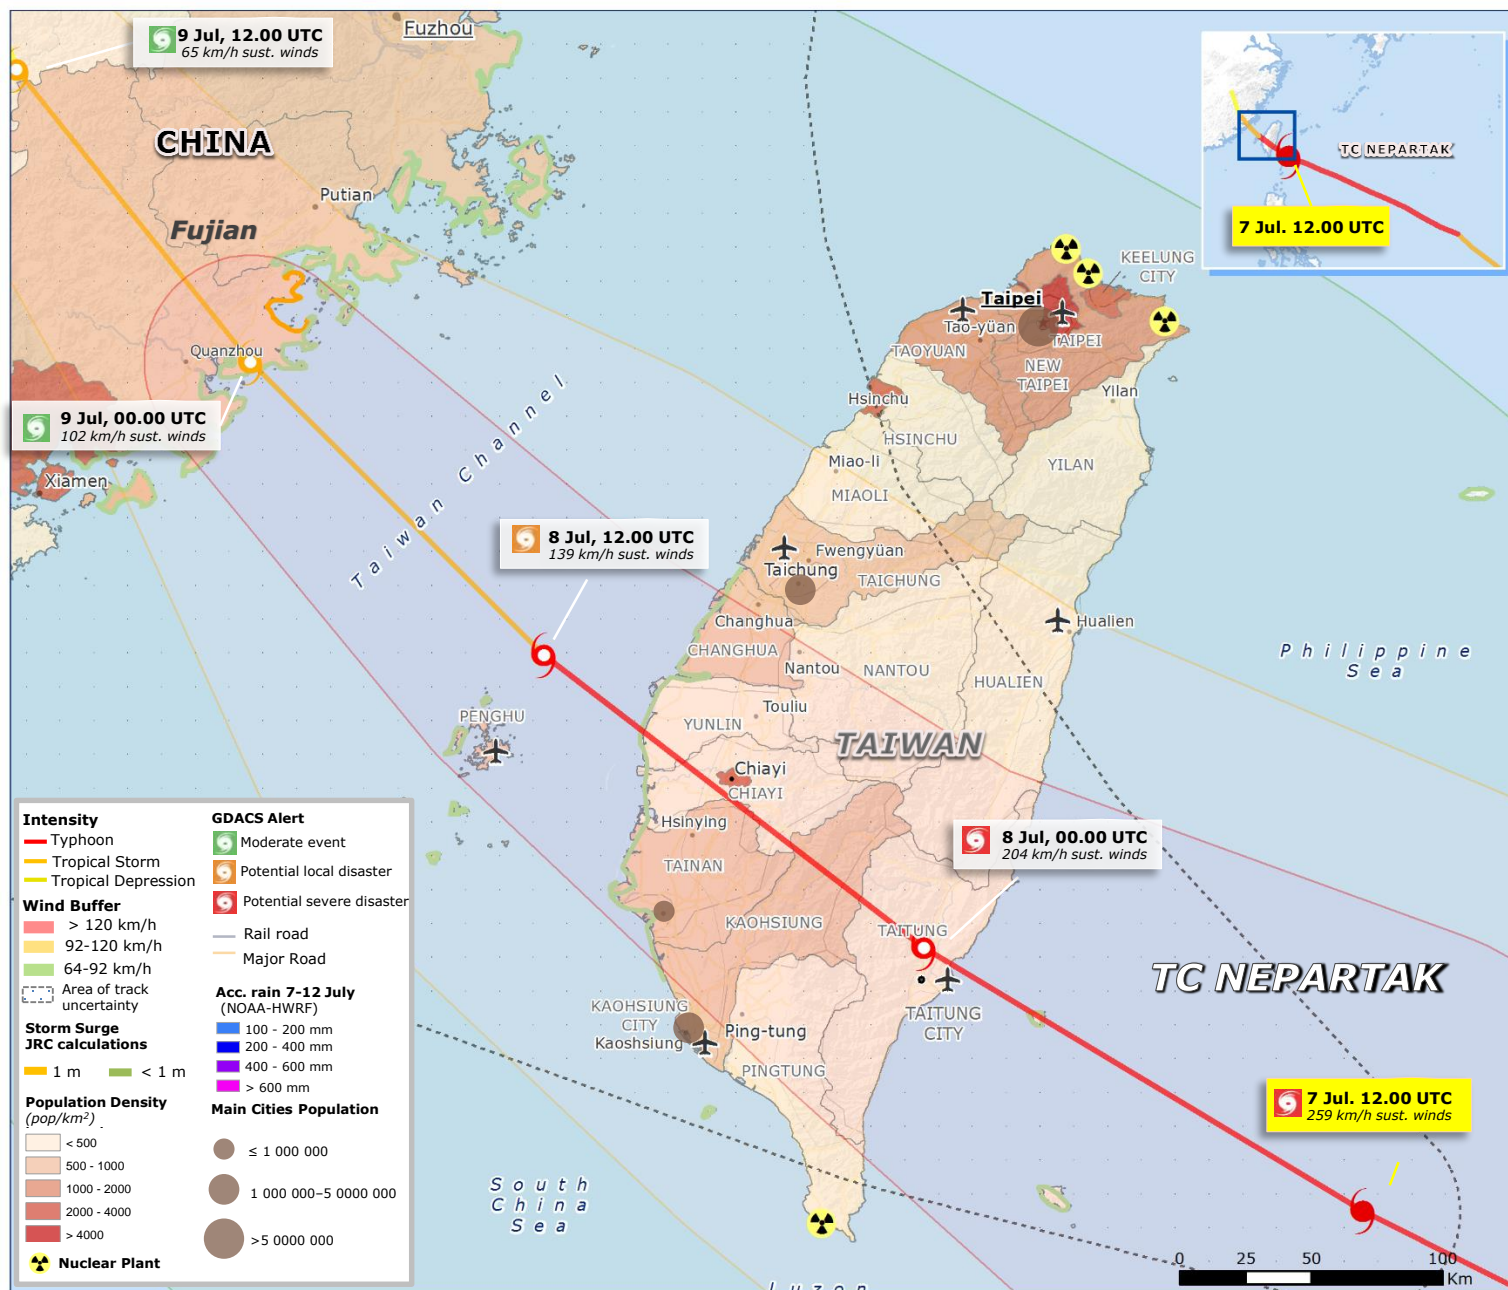 9 Jul, 12.00 UTC
65 km/h sust. winds
Fuzhou
CHINA
Putian
Fujian
TC NEPARTAK
7 Jul. 12.00 UTC
KEELUNG
CITY
Taipei
Tao-yüan
TAIPEI
TAOYUAN
NEW
TAIPEI
Quanzhou
Yilan
Hsinchu
9 Jul, 00.00 UTC
102 km/h sust. winds
HSINCHU
Taiwan Channel
Miao-li
YILAN
Xiamen
MIAOLI
8 Jul, 12.00 UTC
139 km/h sust. winds
Fwengyüan
Taichung
TAICHUNG
Changhua
Hualien
CHANGHUA
Nantou
NANTOU
HUALIEN
Philippine
Sea
PENGHU
Touliu
YUNLIN
TAIWAN
Chiayi
CHIAYI
Hsinying
8 Jul, 00.00 UTC
204 km/h sust. winds
TAINAN
KAOHSIUNG
TAITUNG
TC NEPARTAK
KAOHSIUNG
CITY
Kaoshsiung
Ping-tung
TAITUNG
CITY
PINGTUNG
7 Jul. 12.00 UTC
259 km/h sust. winds
South
China
Sea
Luzon
0 25 50 100
Km
Intensity
Typhoon
Tropical Storm
Tropical Depression
Wind Buffer
> 120 km/h
92-120 km/h
64-92 km/h
Area of track
uncertainty
Storm Surge
JRC calculations
1 m < 1 m
Population Density
(pop/km²)
< 500
500 - 1000
1000 - 2000
2000 - 4000
> 4000
Nuclear Plant
GDACS Alert
Moderate event
Potential local disaster
Potential severe disaster
Rail road
Major Road
Acc. rain 7-12 July
(NOAA-HWRF)
100 - 200 mm
200 - 400 mm
400 - 600 mm
> 600 mm
Main Cities Population
≤ 1 000 000
1 000 000–5 0000 000
>5 0000 000